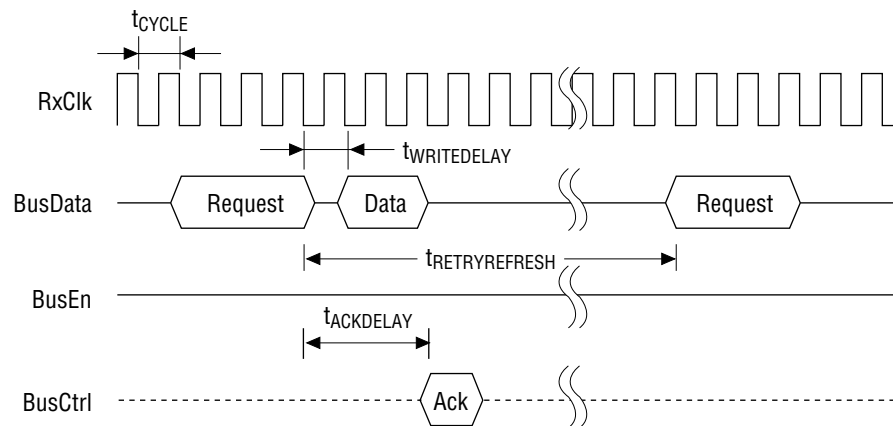 tCYCLE
RxClk
tWRITEDELAY
BusData Request Data Request
tRETRYREFRESH
BusEn
tACKDELAY
BusCtrl Ack